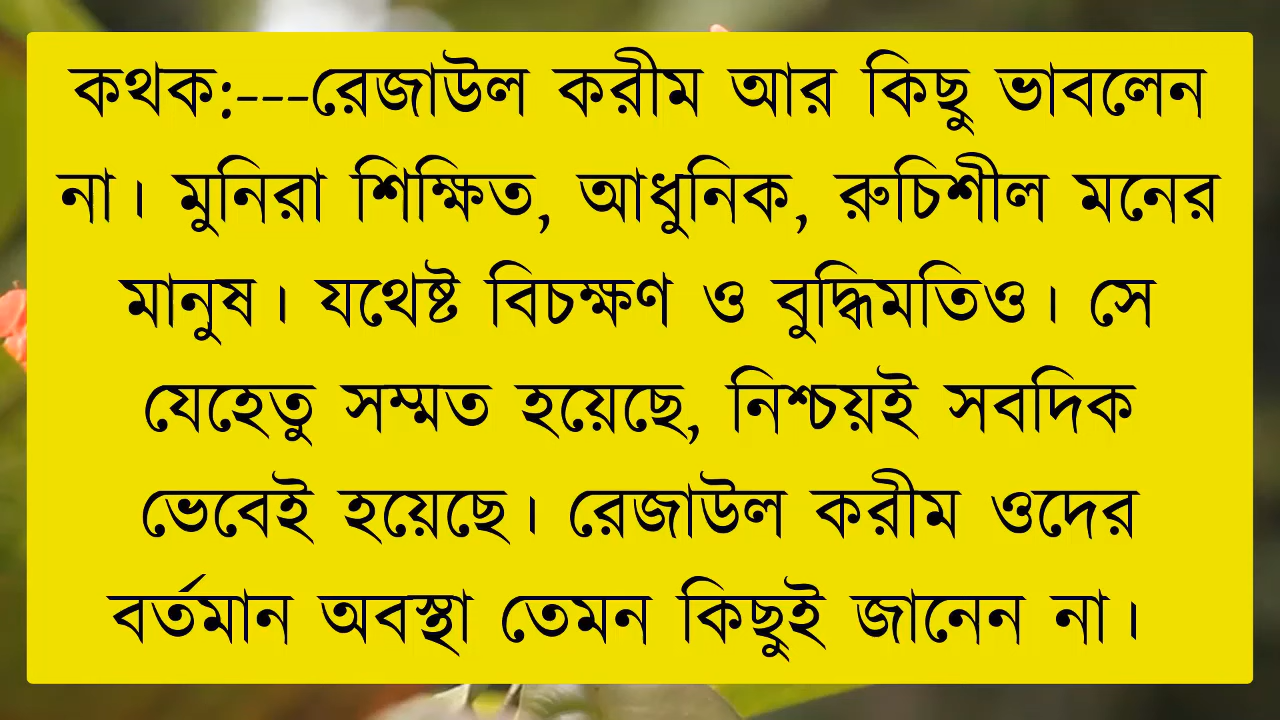 কথক:---রেজাউল করীম আর কিছু ভাবলেন
না। মুনিরা শিক্ষিত, আধুনিক, রুচিশীল মনের
মানুষ। যথেষ্ট বিচক্ষণ ও বুদ্ধিমতিও। সে
যেহেতু সম্মত হয়েছে, নিশ্চয়ই সবদিক
ভেবেই হয়েছে। রেজাউল করীম ওদের
বর্তমান অবস্থা তেমন কিছুই জানেন না।